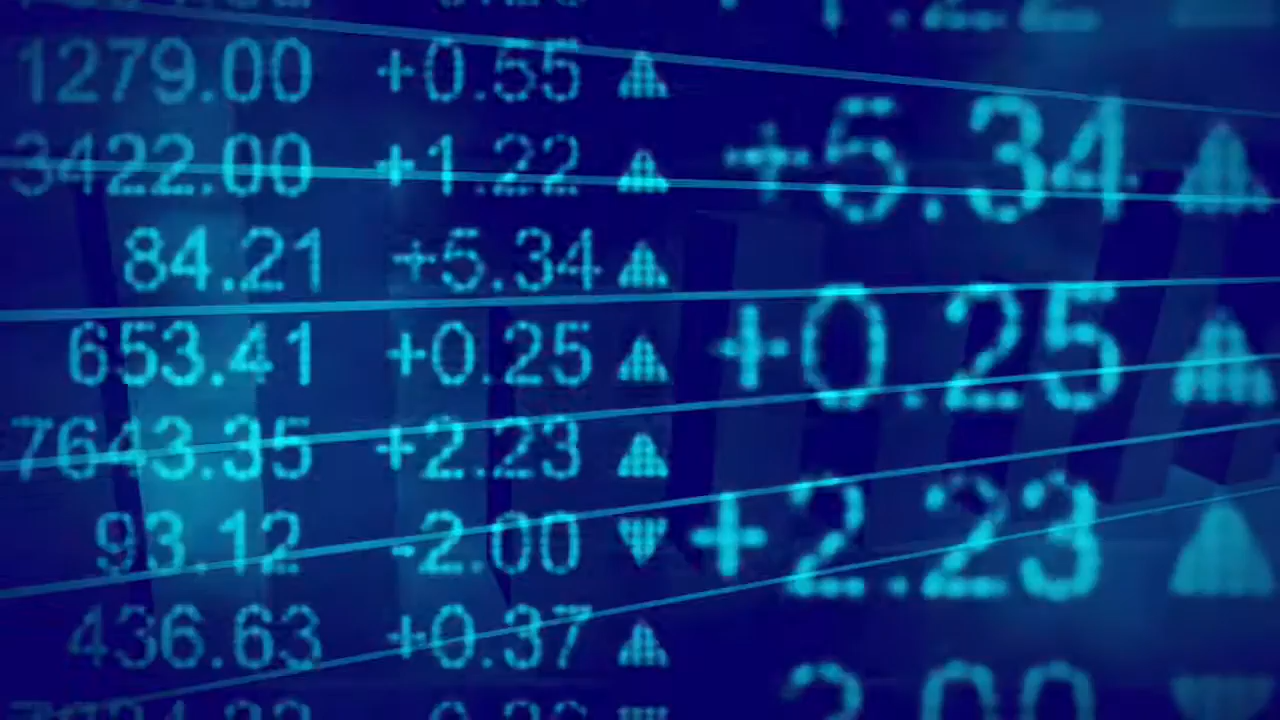 1279.00 +0.55 ▲
3422.00 +1.22 ▲
84.21 +5.34 ▲
653.41 +0.25 ▲
7643.35 +2.23 ▲
93.12 -2.00 ▼
436.63 +0.37 ▲
+5.34 ▲
+0.25 ▲
+2.23 ▲
2.00